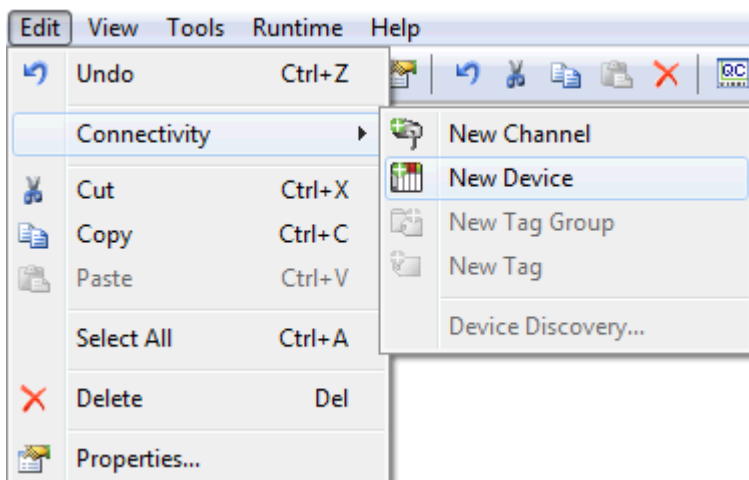 Edit View Tools Runtime Help
Undo Ctrl+Z
QC
Connectivity
New Channel
New Device
Cut Ctrl+X
Copy Ctrl+C
New Tag Group
Paste Ctrl+V
New Tag
Select All Ctrl+A
Device Discovery...
Delete Del
Properties...